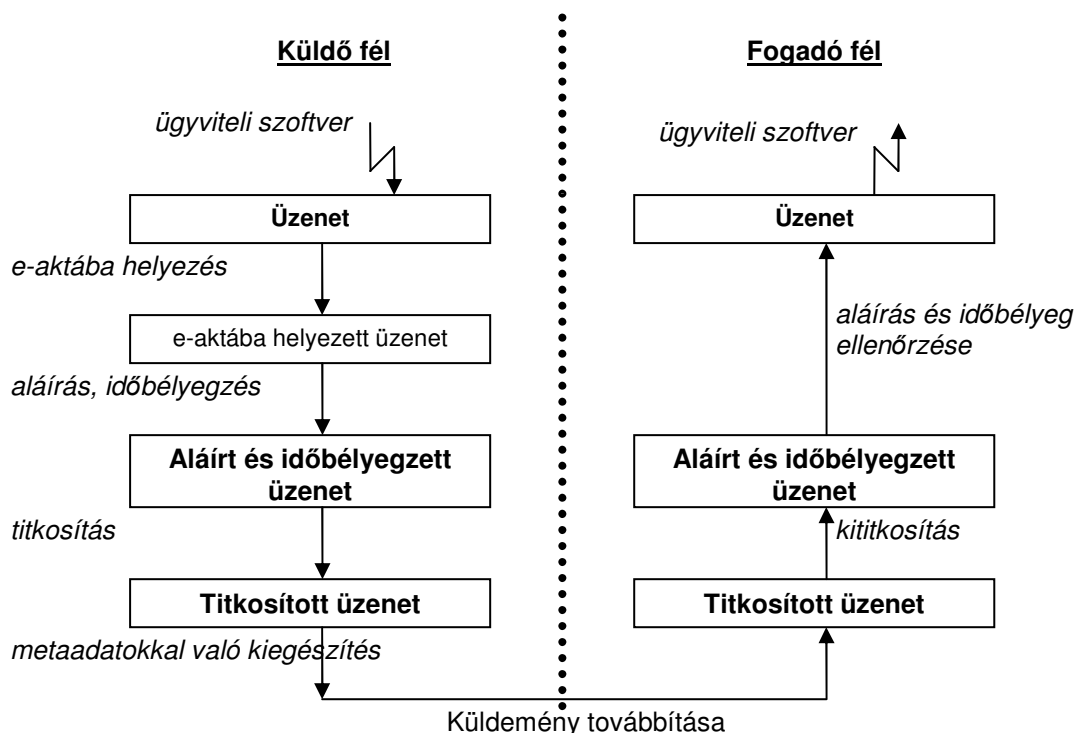 Küldő fél
ügyviteli szoftver
Üzenet
e-aktába helyezés
e-aktába helyezett üzenet
aláírás, időbélyegzés
Aláírt és időbélyegzett
üzenet
titkosítás
Titkosított üzenet
metaadatokkal való kiegészítés
Fogadó fél
ügyviteli szoftver
Üzenet
aláírás és időbélyeg
ellenőrzése
Aláírt és időbélyegzett
üzenet
kititkosítás
Titkosított üzenet
Küldemény továbbítása